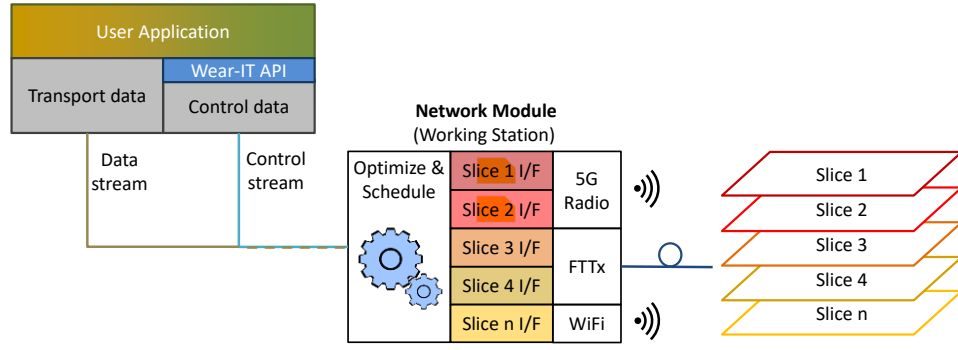 User Application
Wear-IT API
Transport data
Control data
Data
stream
Control
stream
Network Module
(Working Station)
Optimize &
Schedule
Slice 1 I/F
Slice 2 I/F
Slice 3 I/F
Slice 4 I/F
Slice n I/F
5G
Radio
FTTx
WiFi
Slice 1
Slice 2
Slice 3
Slice 4
Slice n